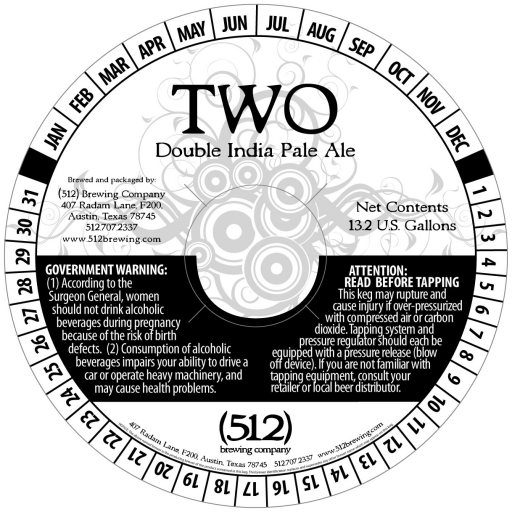 JAN FEB MAR APR MAY JUN JUL AUG SEP OCT NOV DEC
1 2 3 4 5 6 7 8 9 10 11 12 13 14 15 16 17 18 19 20 21 22 23 24 25 26 27 28 29 30 31
TWO
Double India Pale Ale
Brewed and packaged by:
(512) Brewing Company
407 Radam Lane, F200,
Austin, Texas 78745
512.707.2337
www.512brewing.com
Net Contents
13.2 U.S. Gallons
GOVERNMENT WARNING:
(1) According to the
Surgeon General, women
should not drink alcoholic
beverages during pregnancy
because of the risk of birth
defects. (2) Consumption of alcoholic
beverages impairs your ability to drive a
car or operate heavy machinery, and
may cause health problems.
ATTENTION:
READ BEFORE TAPPING
This keg may rupture and
cause injury if over-pressurized
with compressed air or carbon
dioxide. Tapping system and
pressure regulator should each be
equipped with a pressure release (blow
off device). If you are not familiar with
tapping equipment, consult your
retailer or local beer distributor.
(512)
brewing company
407 Radam Lane, F200, Austin, Texas 78745 512.707.2337 www.512brewing.com